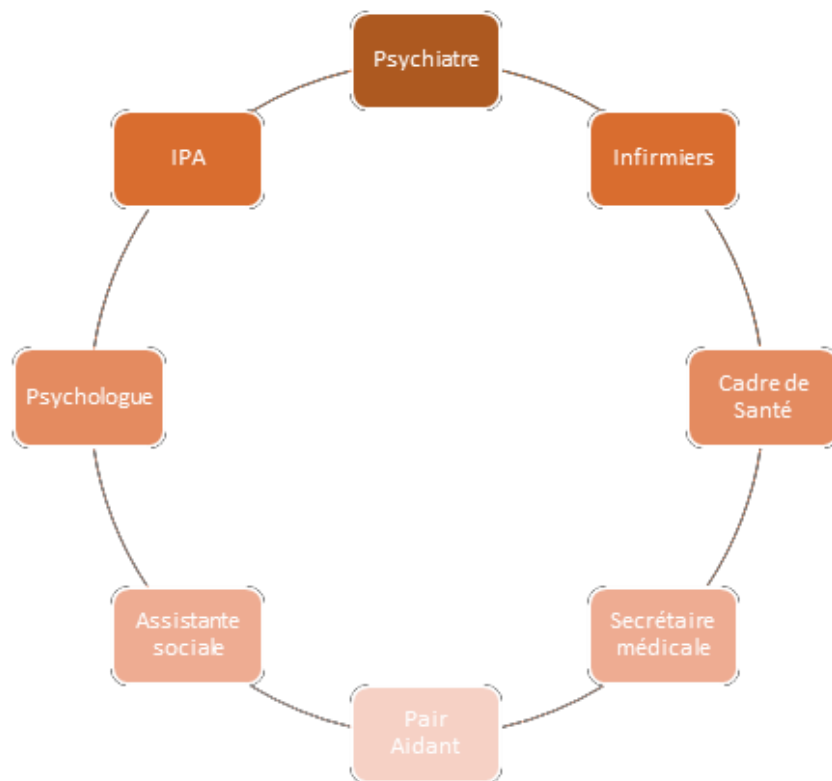 Psychiatre
IPA
Infirmiers
Psychologue
Cadre de
Santé
Assistante
sociale
Secrétaire
médicale
Pair
Aidant